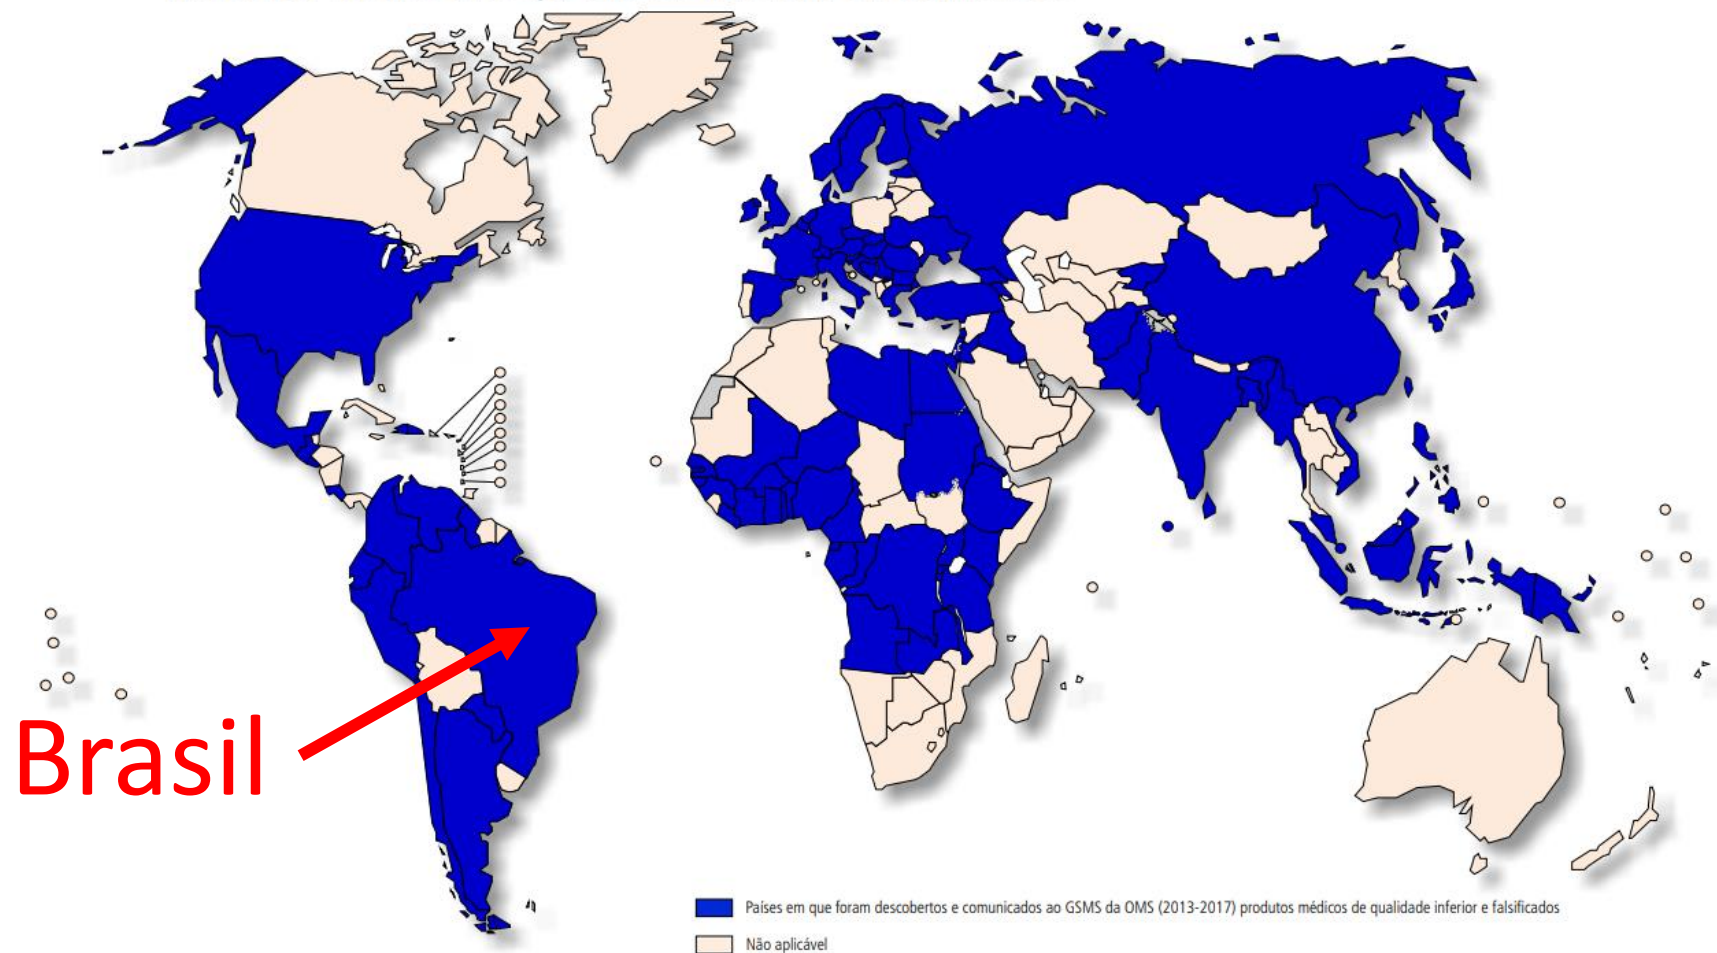 Brasil
Países em que foram descobertos e comunicados ao GSMS da OMS (2013-2017) produtos médicos de qualidade inferior e falsificados
Não aplicável